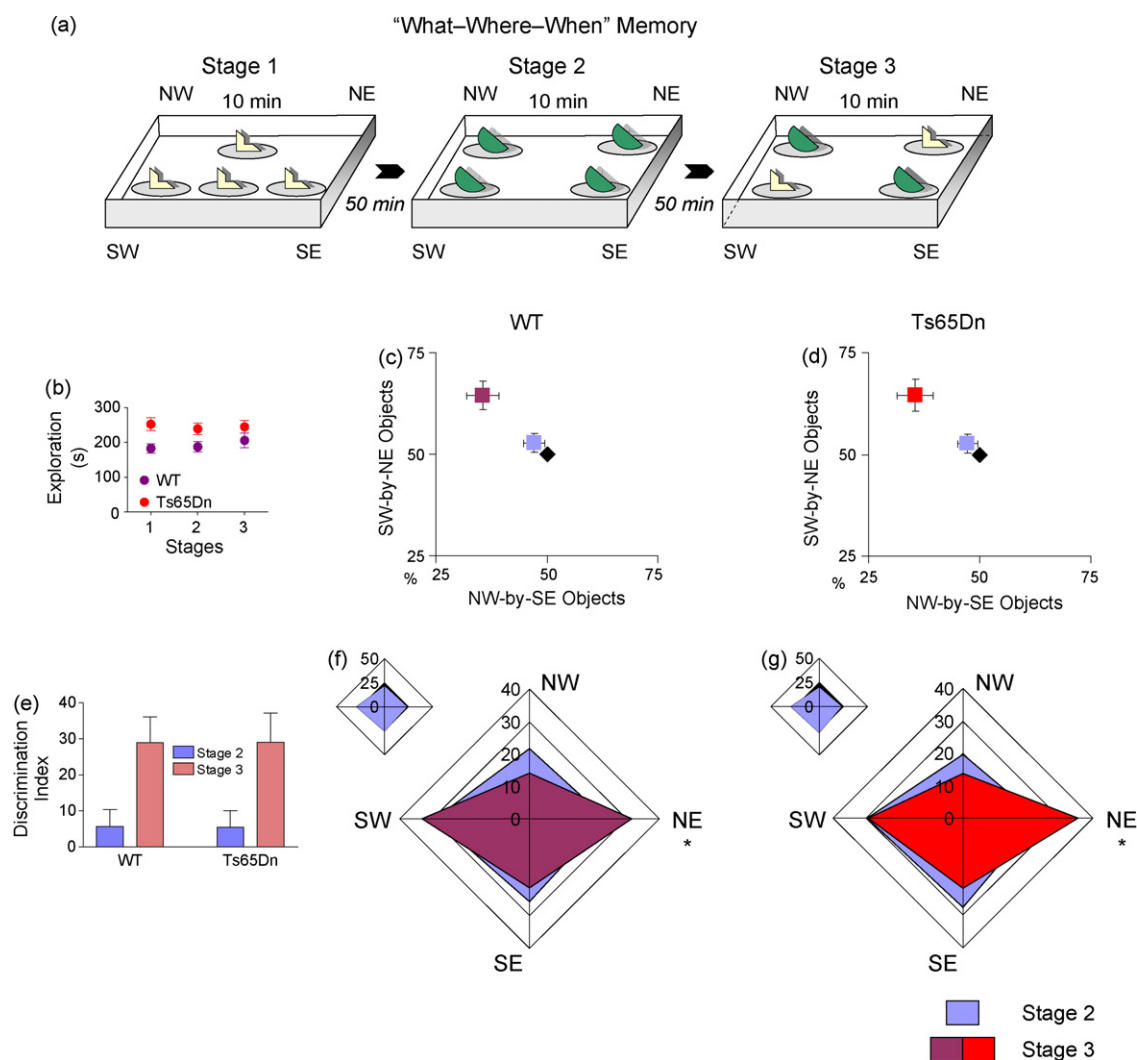 (a)
“What–Where–When” Memory
Stage 1
Stage 2
Stage 3
NW 10 min NE
NW 10 min NE
NW 10 min NE
50 min
50 min
SW SE
SW SE
SW SE
WT
Ts65Dn
(b)
Exploration
(s)
300
200
100
0
WT
Ts65Dn
1 2 3
Stages
(c)
SW-by-NE Objects
75
50
25
%
25 50 75
NW-by-SE Objects
(d)
SW-by-NE Objects
75
50
25
%
25 50 75
NW-by-SE Objects
(e)
Discrimination
Index
40
30
20
10
0
Stage 2
Stage 3
WT Ts65Dn
(f)
50
25
0
NW
40
30
20
10
0
SW
NE
*
SE
(g)
50
25
0
NW
40
30
20
10
0
SW
NE
*
SE
Stage 2
Stage 3